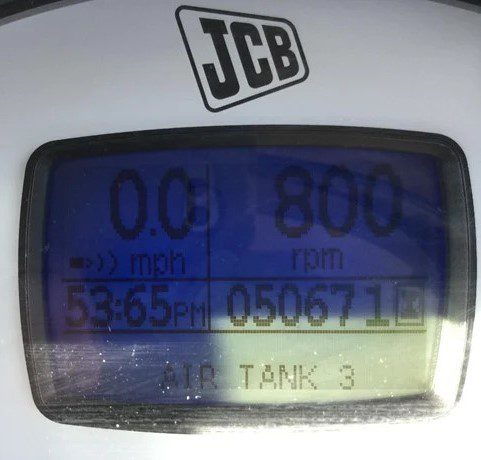 JCB
0.0 800
mph rpm
53:65PM 050671
AIR TANK 3